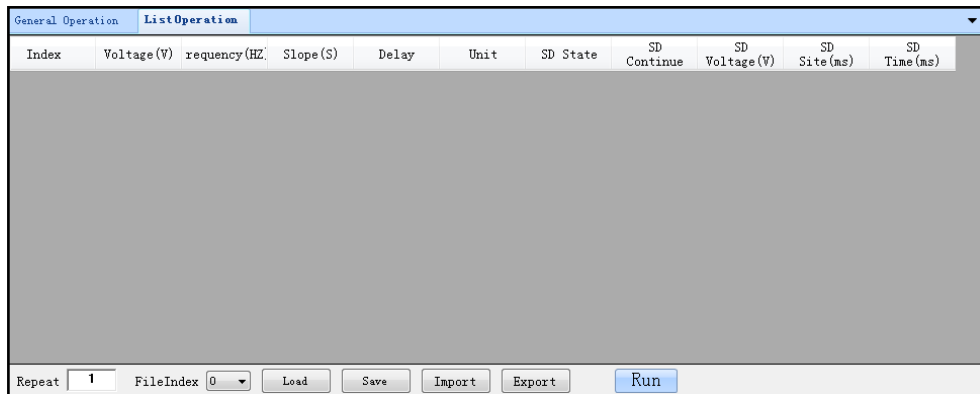 General Operation ListOperation
Index Voltage(V) requency(HZ) Slope(S) Delay Unit SD State SD Continue SD Voltage(V) SD Site(ms) SD Time(ms)
Repeat 1 FileIndex 0 Load Save Import Export Run